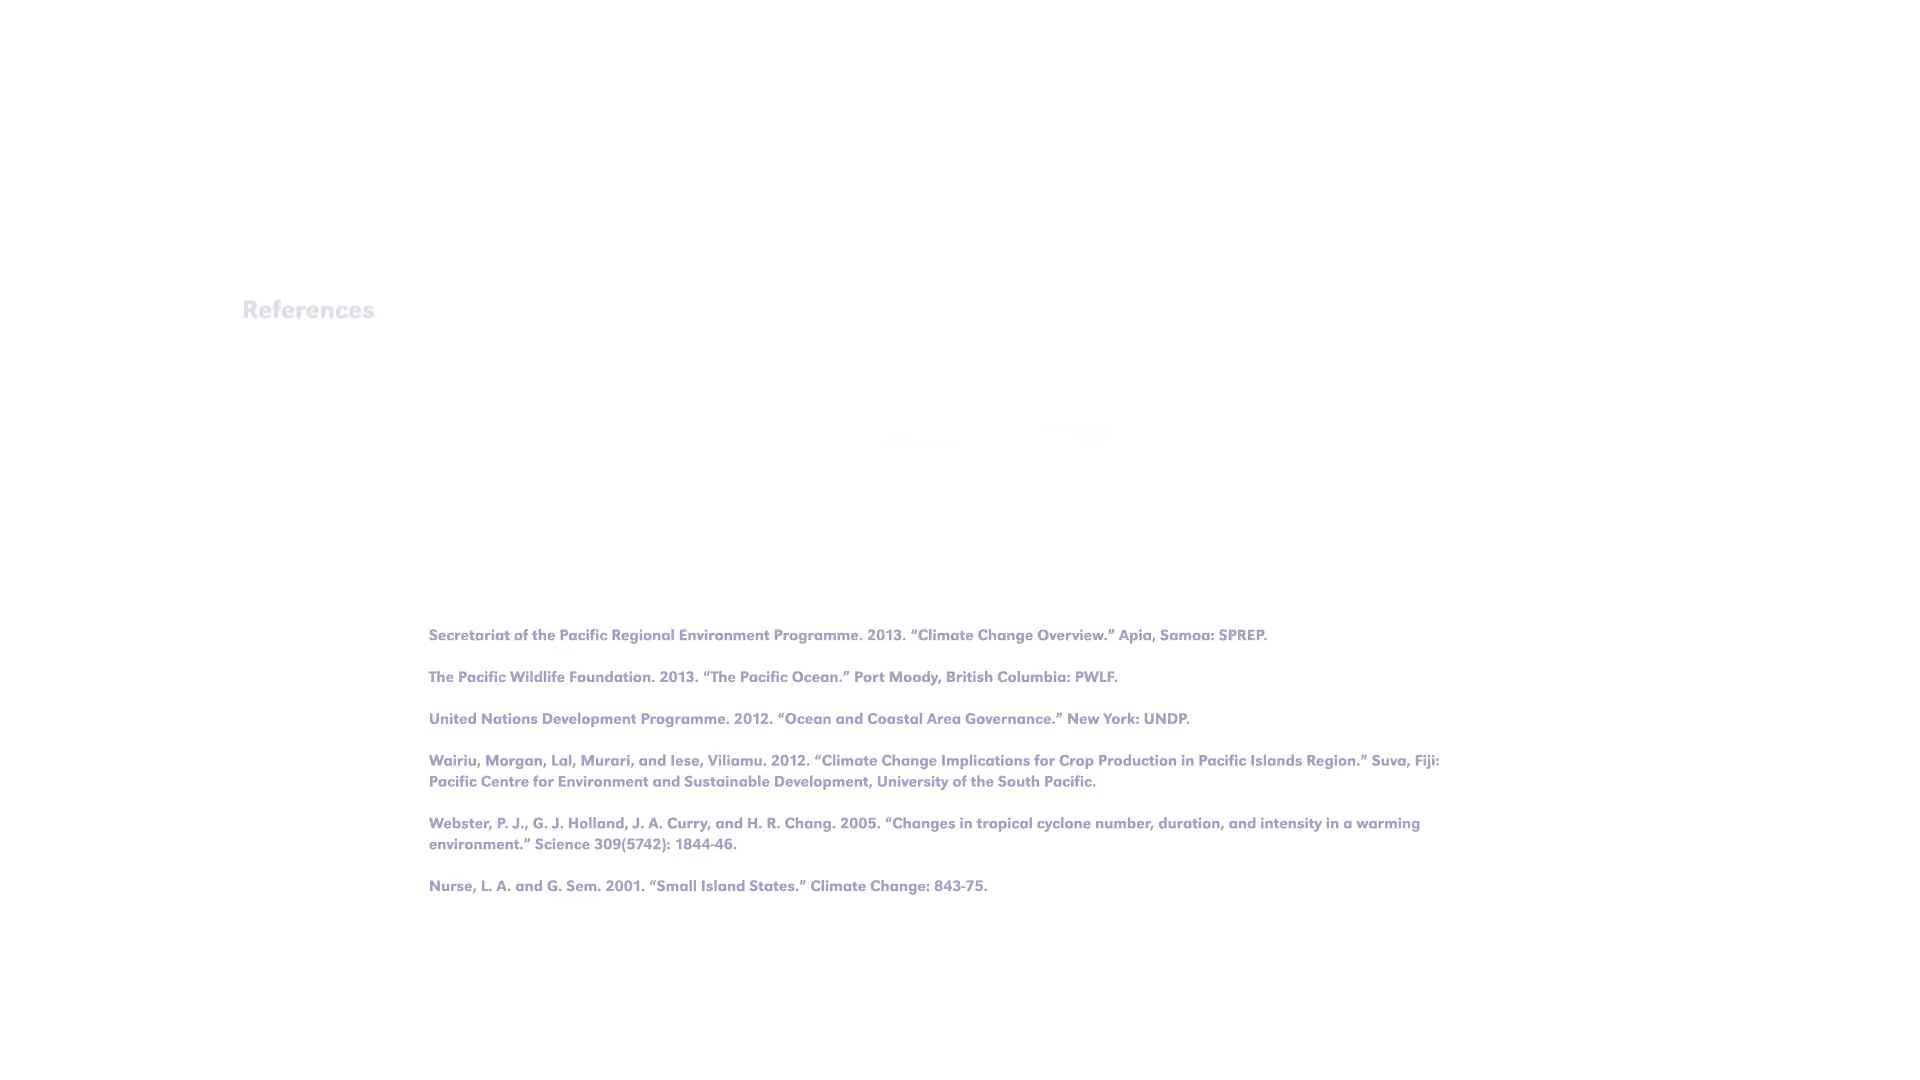 References
Secretariat of the Pacific Regional Environment Programme. 2013. “Climate Change Overview.” Apia, Samoa: SPREP.
The Pacific Wildlife Foundation. 2013. “The Pacific Ocean.” Port Moody, British Columbia: PWLF.
United Nations Development Programme. 2012. “Ocean and Coastal Area Governance.” New York: UNDP.
Wairiu, Morgan, Lal, Murari, and Iese, Viliamu. 2012. “Climate Change Implications for Crop Production in Pacific Islands Region.” Suva, Fiji:
Pacific Centre for Environment and Sustainable Development, University of the South Pacific.
Webster, P. J., G. J. Holland, J. A. Curry, and H. R. Chang. 2005. “Changes in tropical cyclone number, duration, and intensity in a warming
environment.” Science 309(5742): 1844-46.
Nurse, L. A. and G. Sem. 2001. “Small Island States.” Climate Change: 843-75.